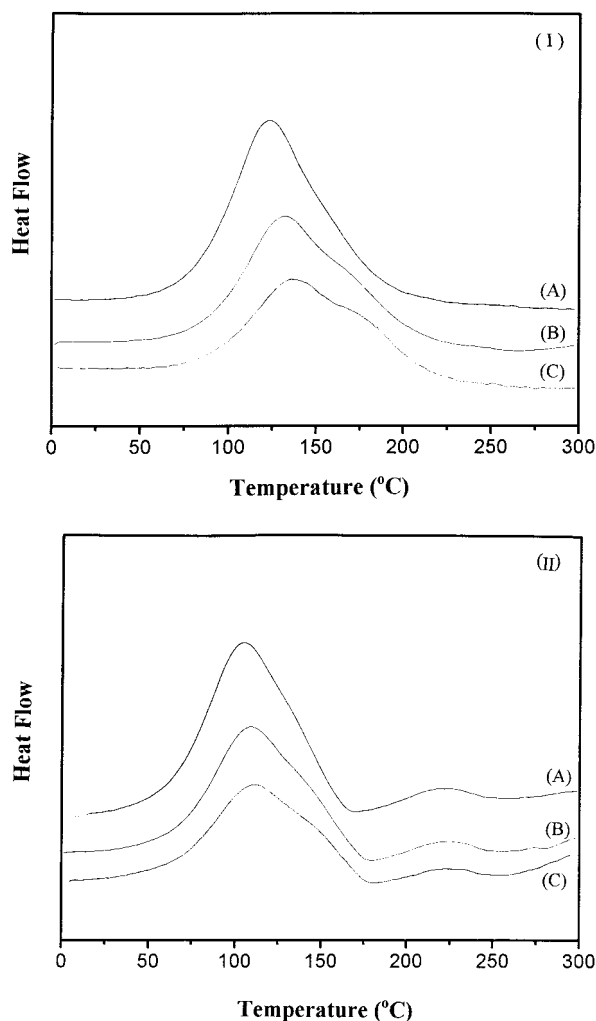 (I)
Heat Flow
(A)
(B)
(C)
0 50 100 150 200 250 300
Temperature (°C)
(II)
Heat Flow
(A)
(B)
(C)
0 50 100 150 200 250 300
Temperature (°C)